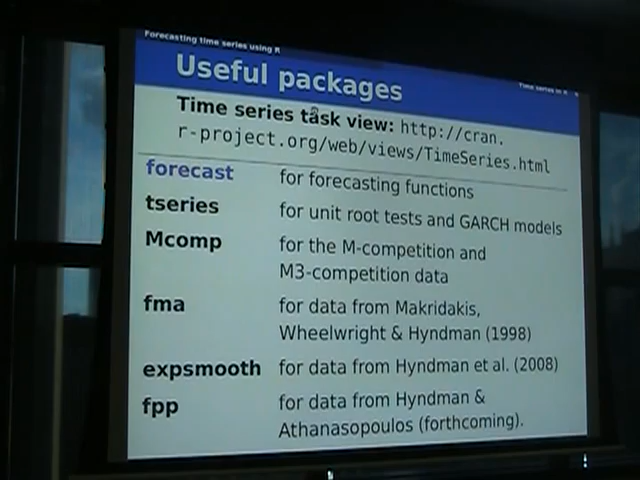 Forecasting time series using R
Time series in R
Useful packages
Time series task view: http://cran.
r-project.org/web/views/TimeSeries.html
forecast for forecasting functions
tseries for unit root tests and GARCH models
Mcomp for the M-competition and
M3-competition data
fma for data from Makridakis,
Wheelwright & Hyndman (1998)
expsmooth for data from Hyndman et al. (2008)
fpp for data from Hyndman &
Athanasopoulos (forthcoming).